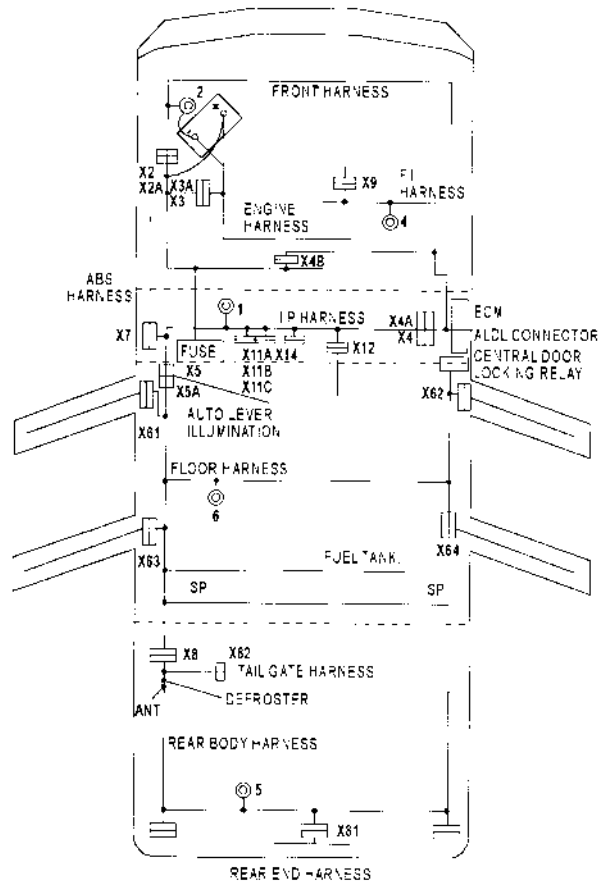 2
FRONT HARNESS
X2
X2A
X3A
X3
X9
EI
HARNESS
4
ENGINE
HARNESS
X4B
ABS
HARNESS
1
I.P HARNESS
X7
FUSE
X4A
X4
ECM
ALDL CONNECTOR
CENTRAL DOOR
LOCKING RELAY
X11A
X11B
X11C
X14
X12
X5
X5A
X61
X62
AUTO LEVER
ILLUMINATION
FLOOR HARNESS
6
X63
FUEL TANK
X64
SP
SP
X8
X82
TAIL GATE HARNESS
DEFROSTER
ANT
REAR BODY HARNESS
5
X81
REAR END HARNESS